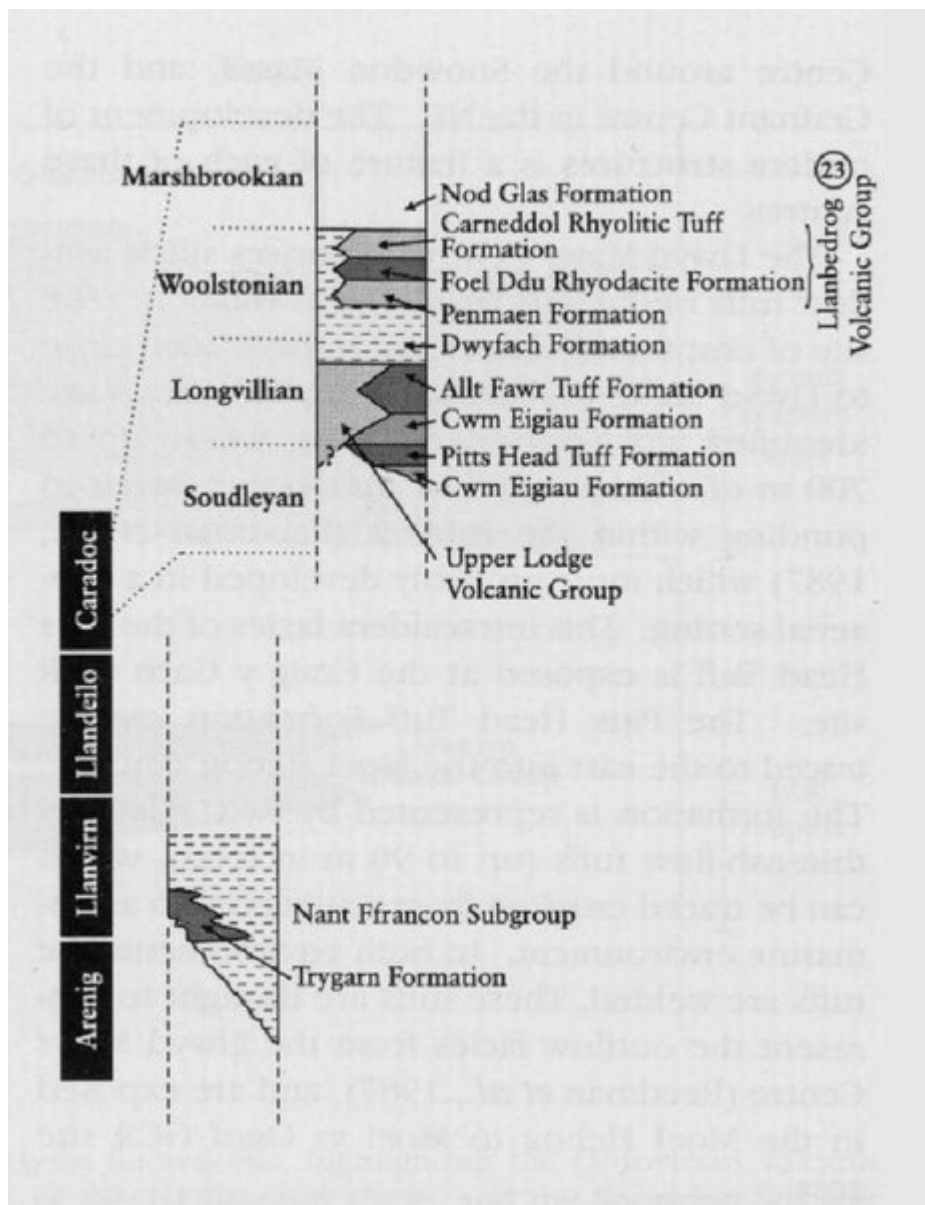 Marshbrookian
Nod Glas Formation
Carneddol Rhyolitic Tuff
Formation
Woolstonian
Foel Ddu Rhyodacite Formation
Penmaen Formation
Dwyfach Formation
Longvillian
Allt Fawr Tuff Formation
Cwm Eigiau Formation
?
Pitts Head Tuff Formation
Cwm Eigiau Formation
Soudleyan
Upper Lodge
Volcanic Group
23
Llanbedrog
Volcanic Group
Caradoc
Llandeilo
Llanvirn
Arenig
Nant Ffrancon Subgroup
Trygarn Formation